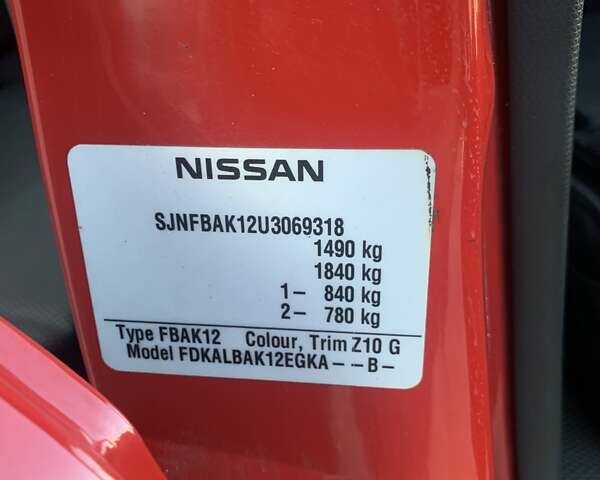 NISSAN
SJNFBAK12U3069318
1490 kg
1840 kg
1– 840 kg
2– 780 kg
Type FBAK12 Colour, Trim Z10 G
Model FDKALBAK12EGKA – – B –